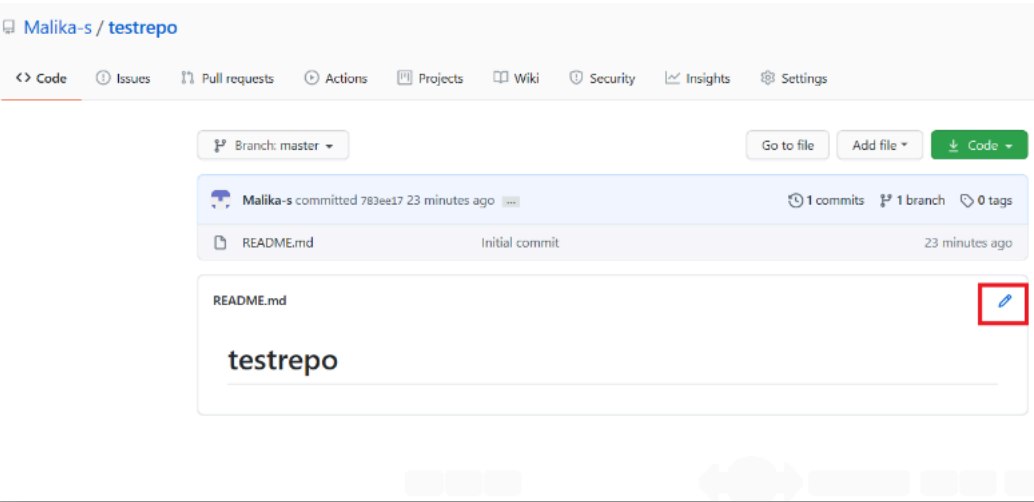 Malika-s / testrepo
Code Issues Pull requests Actions Projects Wiki Security Insights Settings
Branch: master Go to file Add file Code
Malika-s committed 783ee17 23 minutes ago ... 1 commits 1 branch 0 tags
README.md Initial commit 23 minutes ago
README.md
testrepo